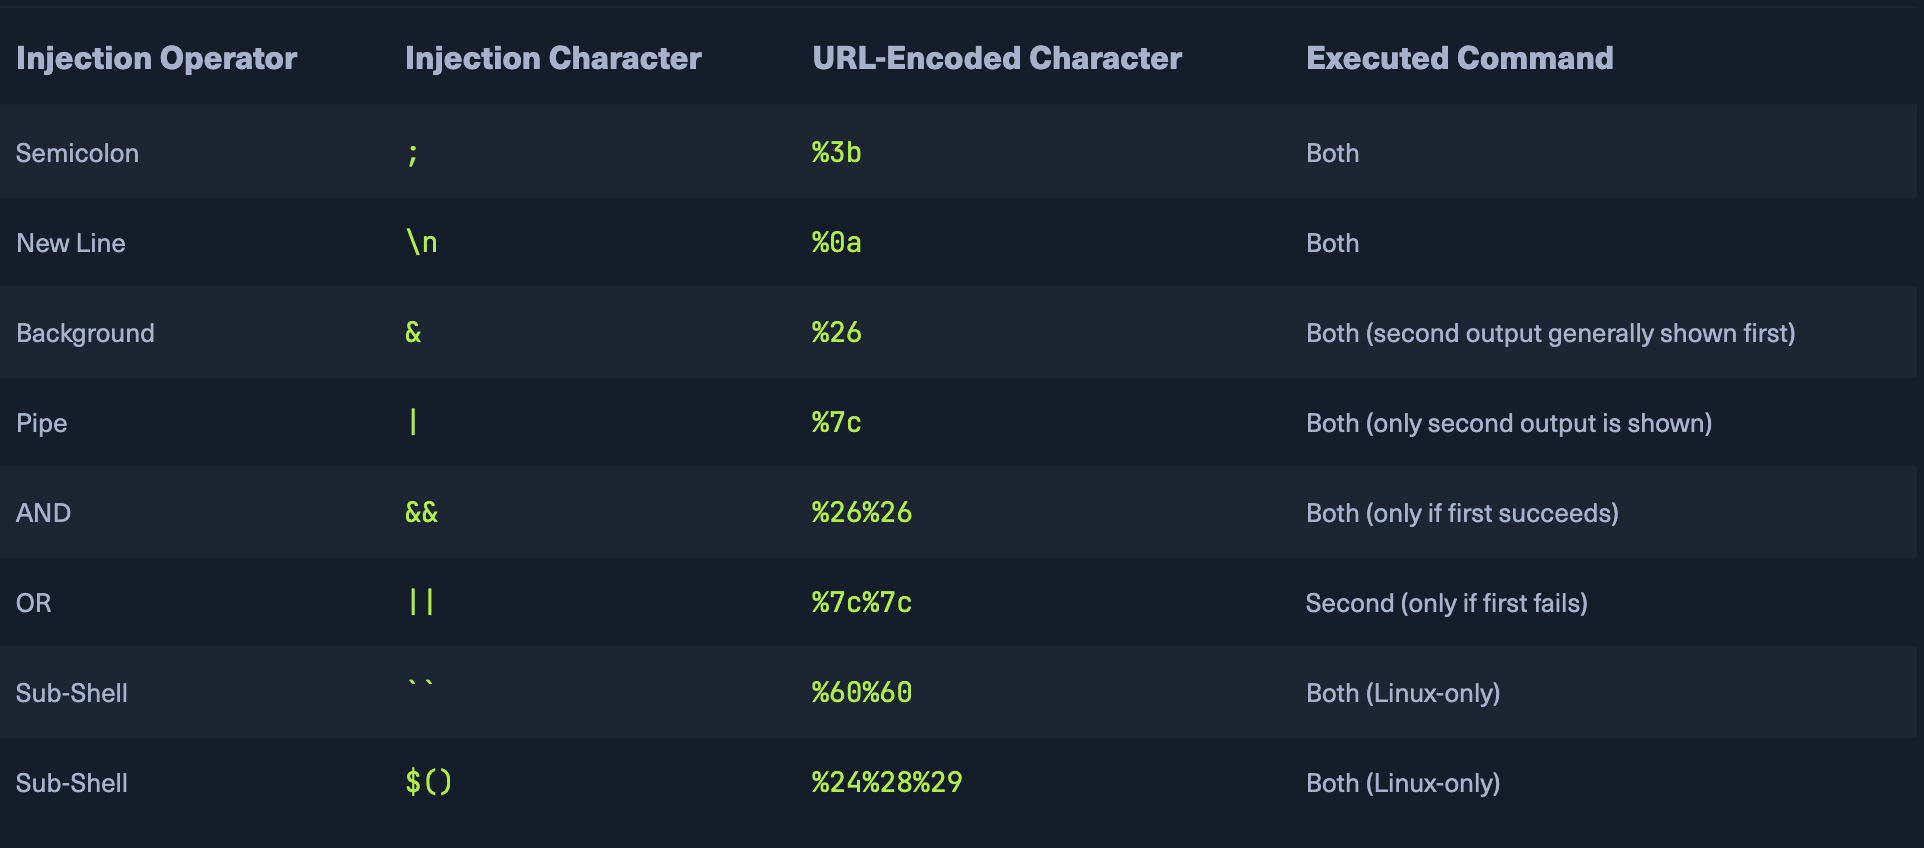 Injection Operator Injection Character URL-Encoded Character Executed Command
Semicolon ; %3b Both
New Line \n %0a Both
Background & %26 Both (second output generally shown first)
Pipe | %7c Both (only second output is shown)
AND && %26%26 Both (only if first succeeds)
OR || %7c%7c Second (only if first fails)
Sub-Shell `` %60%60 Both (Linux-only)
Sub-Shell $() %24%28%29 Both (Linux-only)